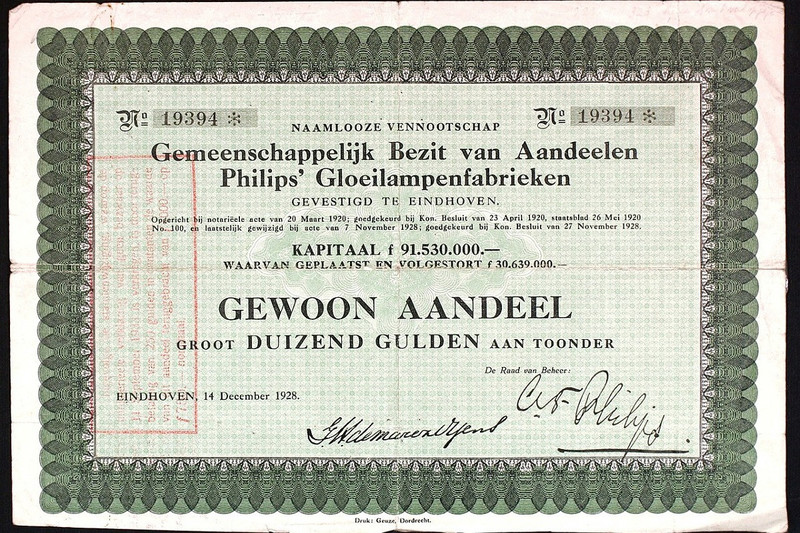 Nº 19394 * Nº 19394 *
NAAMLOOZE VENNOOTSCHAP
Gemeenschappelijk Bezit van Aandeelen
Philips' Gloeilampenfabrieken
GEVESTIGD TE EINDHOVEN.
Opgericht bij notariëele acte van 20 Maart 1920; goedgekeurd bij Kon. Besluit van 23 April 1920, staatsblad 26 Mei 1920
No. 100, en laatstelijk gewijzigd bij acte van 7 November 1928; goedgekeurd bij Kon. Besluit van 27 November 1928.
KAPITAAL f 91.530.000.—
WAARVAN GEPLAATST EN VOLGESTORT f 30.639.000.—
GEWOON AANDEEL
GROOT DUIZEND GULDEN AAN TOONDER
De Raad van Beheer:
EINDHOVEN, 14 December 1928.
Philips
Druk: Geuze, Dordrecht.